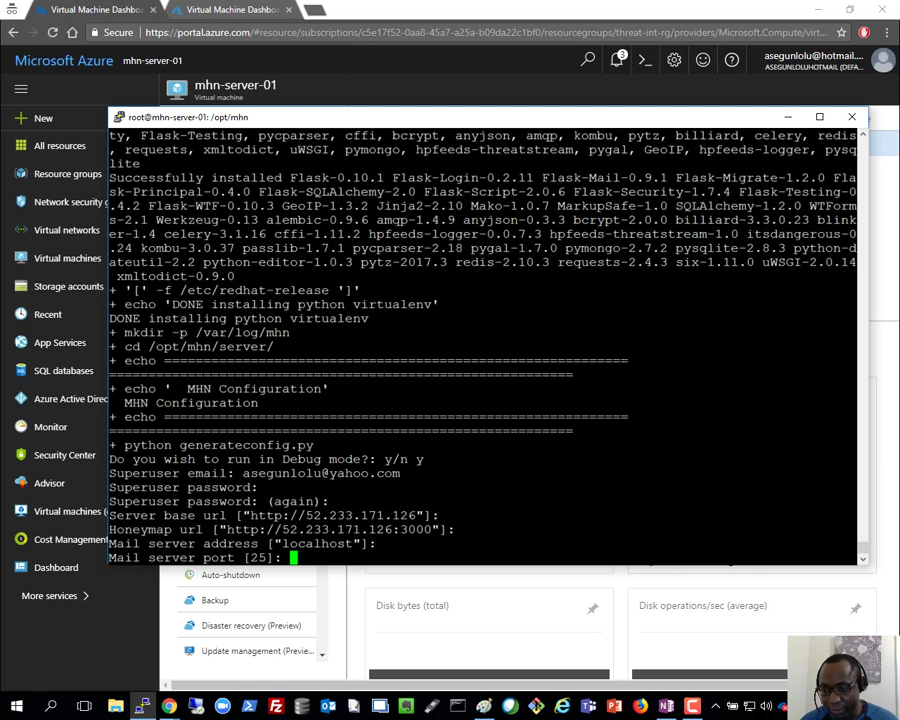 Virtual Machine Dashboa
Virtual Machine Dashboa
Secure
https://portal.azure.com/#resource/subscriptions/c5e17f52-0aa8-45a7-a25a-b09da22c1bf0/resourcegroups/threat-int-rg/providers/Microsoft.Compute/virt...
Microsoft Azure
mhn-server-01
3
asegunlolu@hotmail....
ASEGUNLOLUHOTMAIL (DEFA...
mhn-server-01
Virtual machine
New
All resources
Resource groups
Network security g
Virtual networks
Virtual machines
Storage accounts
Recent
App Services
SQL databases
Azure Active Dire
Monitor
Security Center
Advisor
Virtual machines (
Cost Management
Dashboard
More services
root@mhn-server-01: /opt/mhn
ty, Flask-Testing, pycparser, cffi, bcrypt, anyjson, amqp, kombu, pytz, billiard, celery, redis
, requests, xmltodict, uWSGI, pymongo, hpfeeds-threatstream, pygal, GeoIP, hpfeeds-logger, pysq
lite
Successfully installed Flask-0.10.1 Flask-Login-0.2.11 Flask-Mail-0.9.1 Flask-Migrate-1.2.0 Fla
sk-Principal-0.4.0 Flask-SQLAlchemy-2.0 Flask-Script-2.0.6 Flask-Security-1.7.4 Flask-Testing-0
.4.2 Flask-WTF-0.10.3 GeoIP-1.3.2 Jinja2-2.10 Mako-1.0.7 MarkupSafe-1.0 SQLAlchemy-1.2.0 WTForm
s-2.1 Werkzeug-0.13 alembic-0.9.6 amqp-1.4.9 anyjson-0.3.3 bcrypt-2.0.0 billiard-3.3.0.23 blink
er-1.4 celery-3.1.16 cffi-1.11.2 hpfeeds-logger-0.0.7.3 hpfeeds-threatstream-1.0 itsdangerous-0
.24 kombu-3.0.37 passlib-1.7.1 pycparser-2.18 pygal-1.7.0 pymongo-2.7.2 pysqlite-2.8.3 python-d
ateutil-2.2 python-editor-1.0.3 pytz-2017.3 redis-2.10.3 requests-2.4.3 six-1.11.0 uWSGI-2.0.14
xmltodict-0.9.0
+ '[' -f /etc/redhat-release ']'
+ echo 'DONE installing python virtualenv'
DONE installing python virtualenv
+ mkdir -p /var/log/mhn
+ cd /opt/mhn/server/
+ echo ===========================================================
===========================================================
+ echo '  MHN Configuration'
MHN Configuration
+ echo ===========================================================
===========================================================
+ python generateconfig.py
Do you wish to run in Debug mode?: y/n y
Superuser email: asegunlolu@yahoo.com
Superuser password:
Superuser password: (again):
Server base url ["http://52.233.171.126"]:
Honeymap url ["http://52.233.171.126:3000"]:
Mail server address ["localhost"]:
Mail server port [25]:
Auto-shutdown
Backup
Disaster recovery (Preview)
Update management (Previe...
Disk bytes (total)
Disk operations/sec (average)